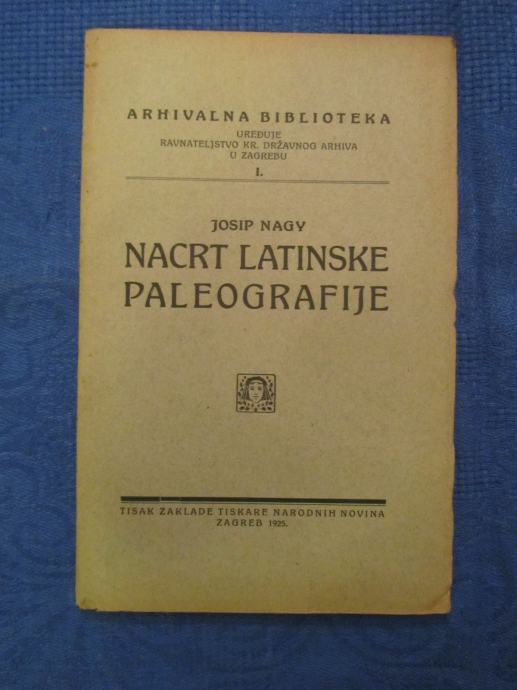 ARHIVALNA BIBLIOTEKA
UREĐUJE
RAVNATELJSTVO KR. DRŽAVNOG ARHIVA
U ZAGREBU
I.
JOSIP NAGY
NACRT LATINSKE
PALEOGRAFIJE
TISAK ZAKLADE TISKARE NARODNIH NOVINA
ZAGREB 1925.